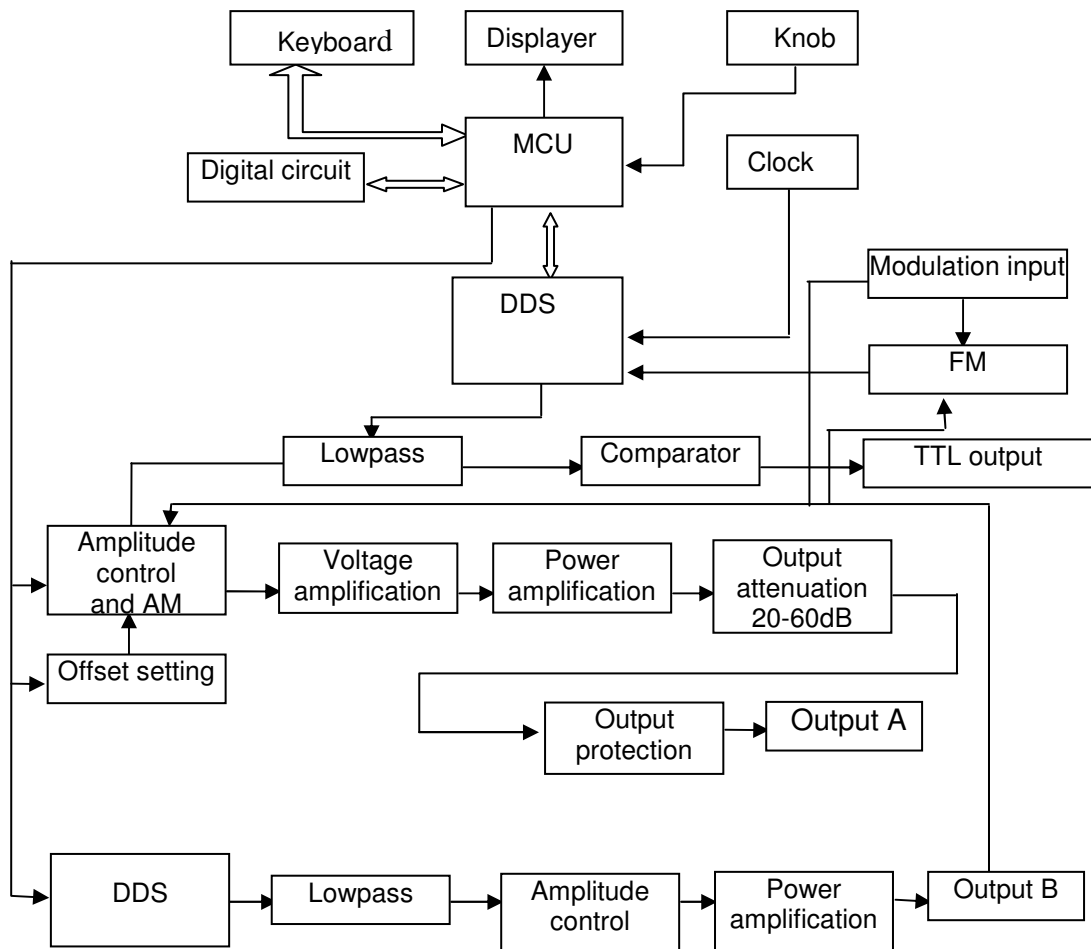 Keyboard
Displayer
Knob
MCU
Clock
Digital circuit
Modulation input
DDS
FM
Lowpass
Comparator
TTL output
Amplitude
control
and AM
Voltage
amplification
Power
amplification
Output
attenuation
20-60dB
Offset setting
Output
protection
Output A
DDS
Lowpass
Amplitude
control
Power
amplification
Output B